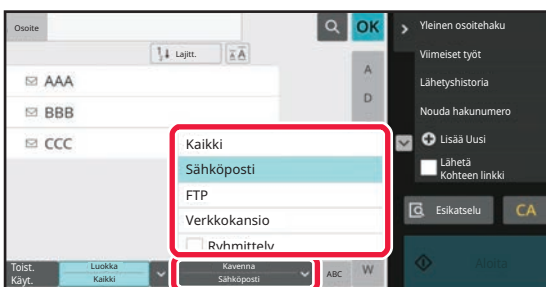 Osoite
OK
Lajitt.
AAA
BBB
CCC
A
D
Kaikki
Sähköposti
FTP
Verkkokansio
Ryhmittely
Toist.
Käyt.
Luokka
Kaikki
Kavenna
Sähköposti
ABC
W
Yleinen osoitehaku
Viimeiset työt
Lähetyshistoria
Nouda hakunumero
Lisää Uusi
Lähetä
Kohteen linkki
Esikatselu
CA
Aloita